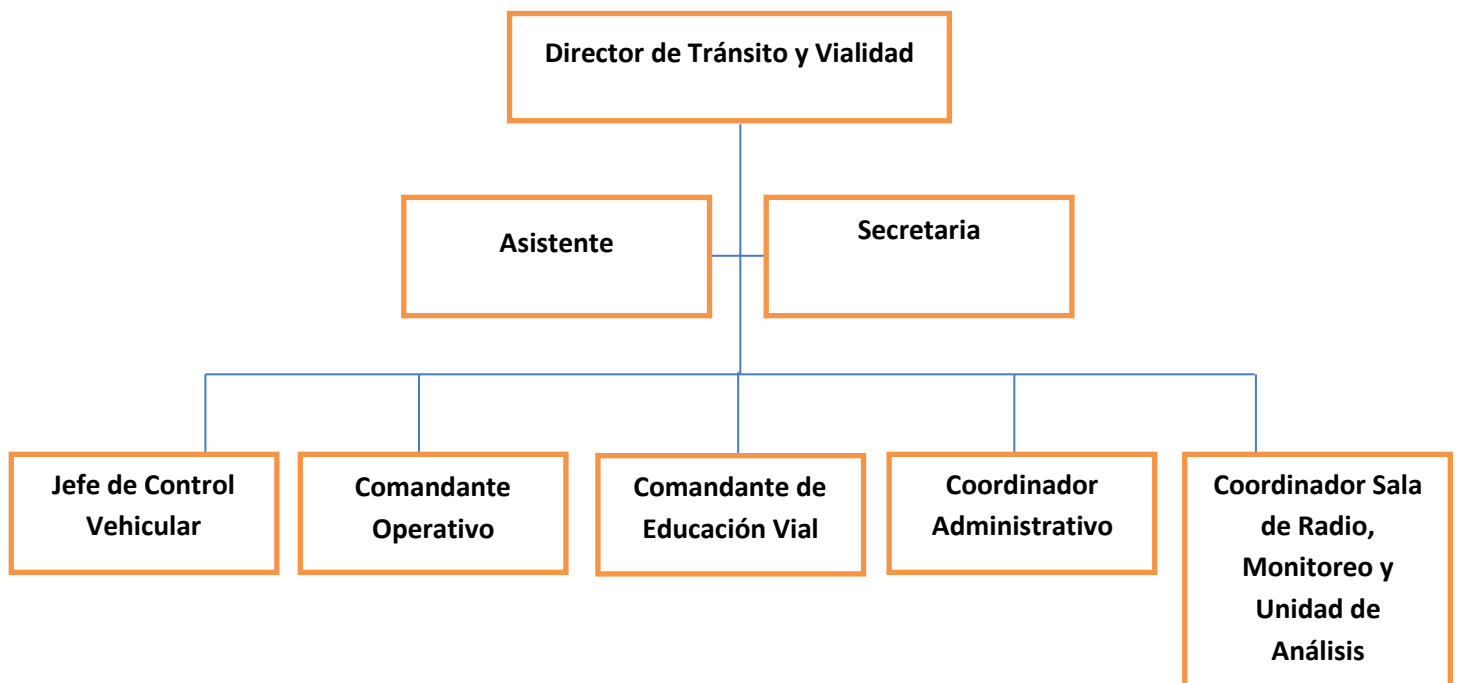 Director de Tránsito y Vialidad
Asistente
Secretaria
Jefe de Control
Vehicular
Comandante
Operativo
Comandante de
Educación Vial
Coordinador
Administrativo
Coordinador Sala
de Radio,
Monitoreo y
Unidad de
Análisis